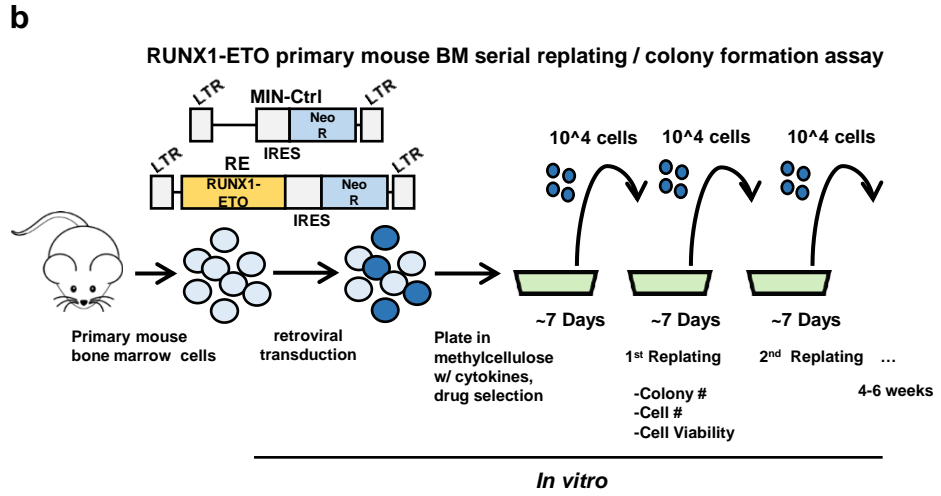 b
RUNX1-ETO primary mouse BM serial replating / colony formation assay
LTR
MIN-Ctrl
LTR
Neo
R
IRES
LTR
RE
LTR
RUNX1-
ETO
Neo
R
IRES
10^4 cells
10^4 cells
10^4 cells
~7 Days
~7 Days
~7 Days
Primary mouse
bone marrow cells
retroviral
transduction
Plate in
methylcellulose
w/ cytokines,
drug selection
1st Replating
-Colony #
-Cell #
-Cell Viability
2nd Replating ...
4-6 weeks
In vitro